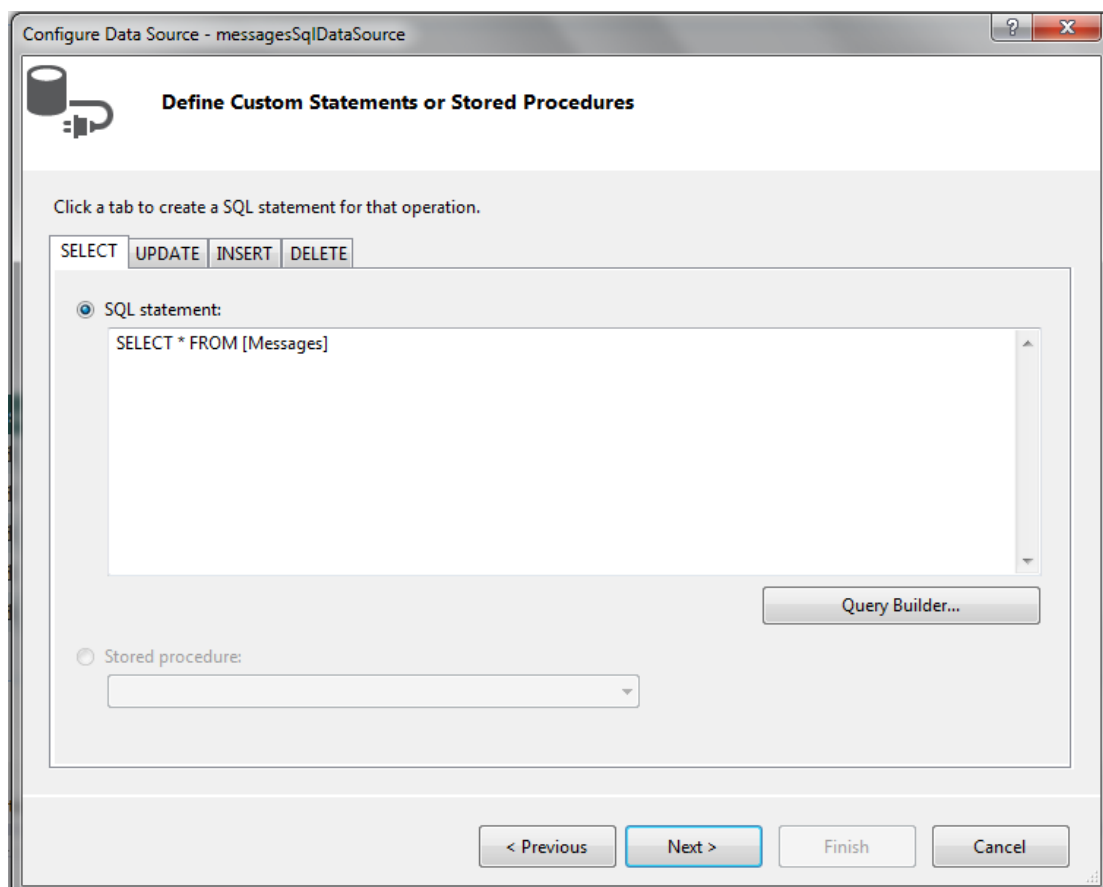 Configure Data Source - messagesSqlDataSource
?
Define Custom Statements or Stored Procedures
Click a tab to create a SQL statement for that operation.
SELECT UPDATE INSERT DELETE
SQL statement:
SELECT * FROM [Messages]
Query Builder...
Stored procedure:
< Previous Next > Finish Cancel